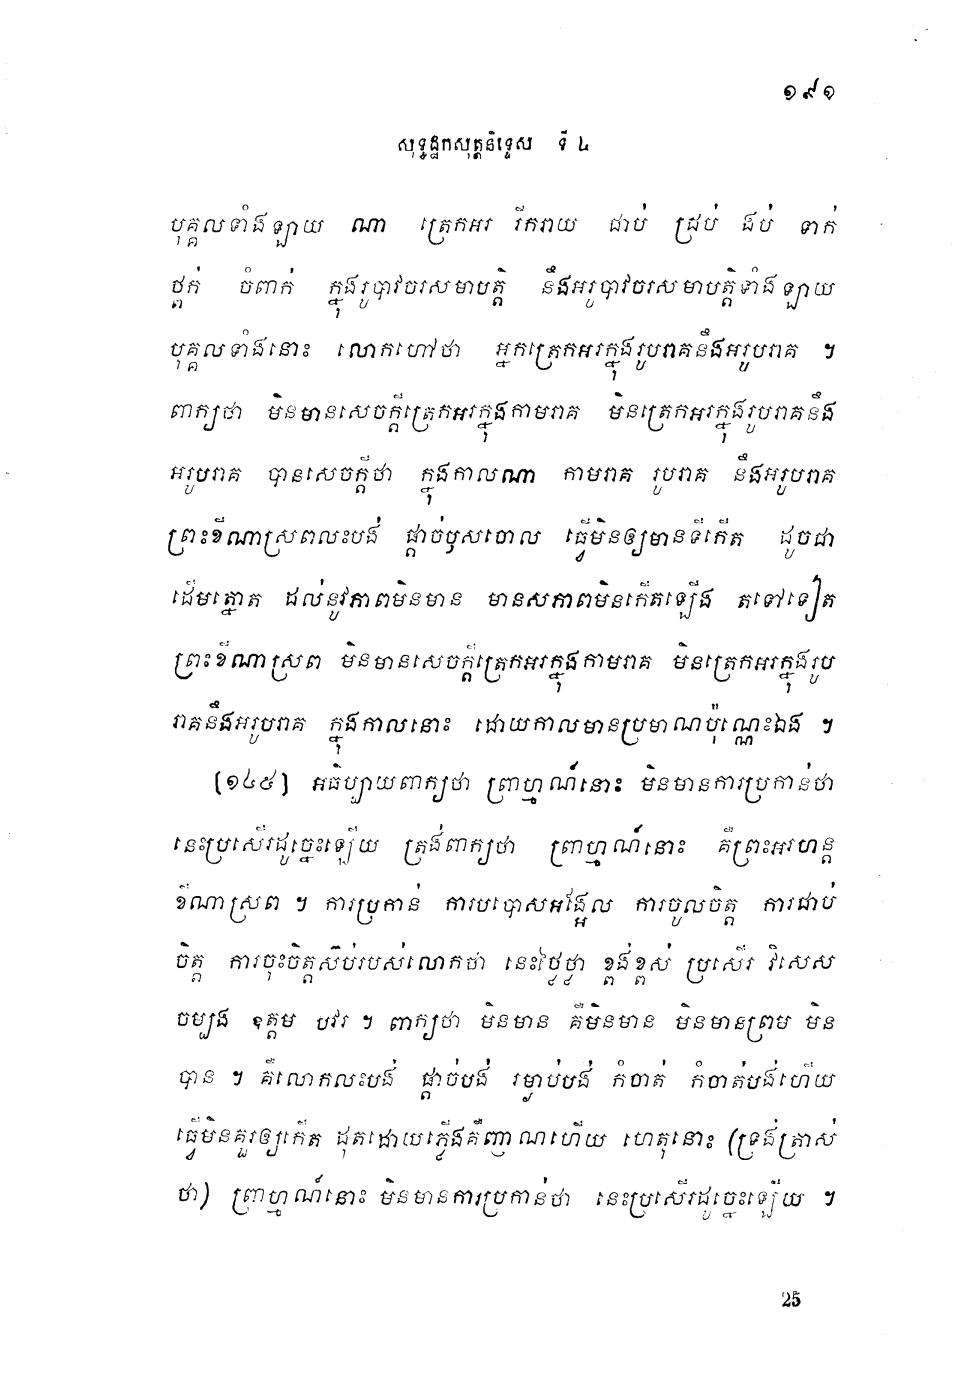 ១៩១
សុទ្ធដ្ឋកសុត្តនិទ្ទេស ទី ៤
បុគ្គលទាំងឡាយ ណា ត្រេកអរ រីករាយ ជាប់ ជ្រប់ ងប់ ទាក់
ថ្ពក់ ចំពាក់ ក្នុងរូបាវចរសមាបត្តិ នឹងអរូបាវចរសមាបត្តិទាំងឡាយ
បុគ្គលទាំងនោះ លោកហៅថា អ្នកត្រេកអរក្នុងរូបរាគនឹងអរូបរាគ ។
ពាក្យថា មិនមានសេចក្តីត្រេកអរក្នុងកាមរាគ មិនត្រេកអរក្នុងរូបរាគនឹង
អរូបរាគ បានសេចក្តីថា ក្នុងកាលណា កាមរាគ រូបរាគ នឹងអរូបរាគ
ព្រះខីណាស្រពលះបង់ ផ្តាច់ឫសចោល ធ្វើមិនឲ្យមានទីកើត ដូចជា
ដើមត្នោត ដល់នូវភាពមិនមាន មានសភាពមិនកើតឡើង តទៅទៀត
ព្រះខីណាស្រព មិនមានសេចក្តីត្រេកអរក្នុងកាមរាគ មិនត្រេកអរក្នុងរូប
រាគនឹងអរូបរាគ ក្នុងកាលនោះ ដោយកាលមានប្រមាណប៉ុណ្ណេះឯង ។
[១៤៥] អធិប្បាយពាក្យថា ព្រាហ្មណ៍នោះ មិនមានការប្រកាន់ថា
នេះប្រសើរដូច្នេះឡើយ ត្រង់ពាក្យថា ព្រាហ្មណ៍នោះ គឺព្រះអរហន្ត
ខីណាស្រព ។ ការប្រកាន់ ការបបោសអង្អែល ការចូលចិត្ត ការជាប់
ចិត្ត ការចុះចិត្តស៊ប់របស់លោកថា នេះថ្លៃថ្លា ខ្ពង់ខ្ពស់ ប្រសើរ វិសេស
ចម្បង ឧត្តម បវរ ។ ពាក្យថា មិនមាន គឺមិនមាន មិនមានព្រម មិន
បាន ។ គឺលោកលះបង់ ផ្តាច់បង់ រម្ងាប់បង់ កំចាត់ កំចាត់បង់ហើយ
ធ្វើមិនគួរឲ្យកើត ដុតដោយភ្លើងគឺញាណហើយ ហេតុនោះ (ទ្រង់ត្រាស់
ថា) ព្រាហ្មណ៍នោះ មិនមានការប្រកាន់ថា នេះប្រសើរដូច្នេះឡើយ ។
25